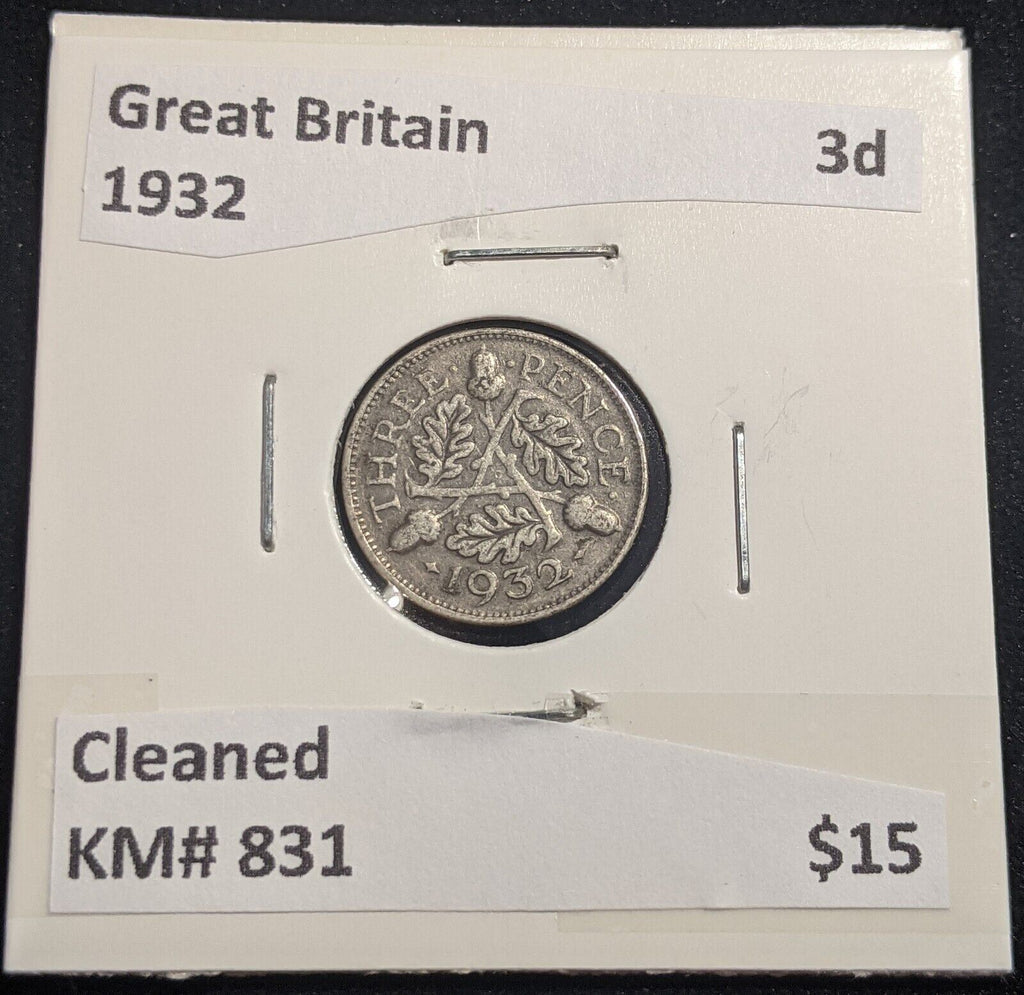 Great Britain
3d
1932
THREE · PENCE ·
1932
Cleaned
KM# 831
$15